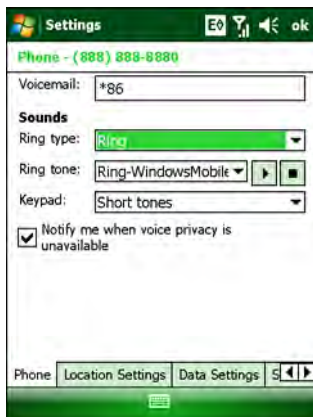 Settings
EV
ok
Phone - (888) 888-8880
Voicemail: *86
Sounds
Ring type: Ring
Ring tone: Ring-WindowsMobile
Keypad: Short tones
Notify me when voice privacy is
unavailable
Phone Location Settings Data Settings S